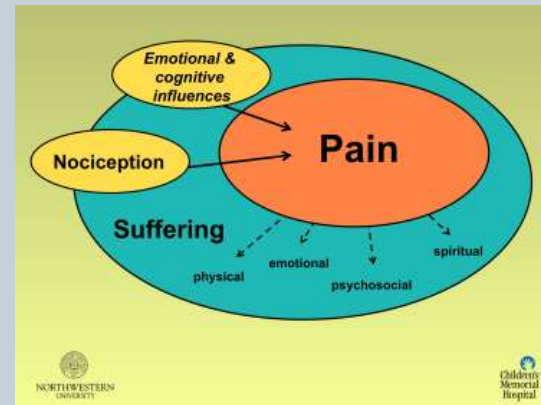 Emotional &
cognitive
influences
Nociception
Pain
Suffering
physical
emotional
psychosocial
spiritual
NORTHWESTERN
UNIVERSITY
Children's
Memorial
Hospital